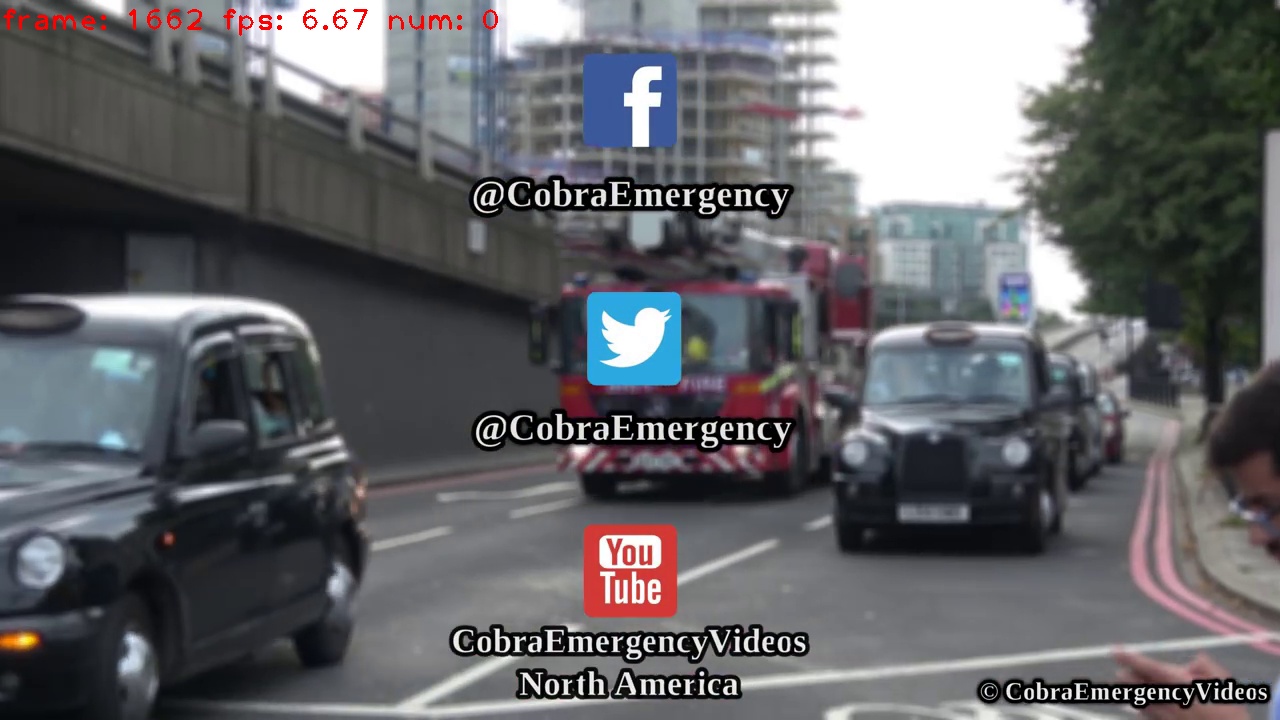 frame: 1662 fps: 6.67 num: 0
f
@CobraEmergency
@CobraEmergency
You
Tube
CobraEmergencyVideos
North America
© CobraEmergencyVideos